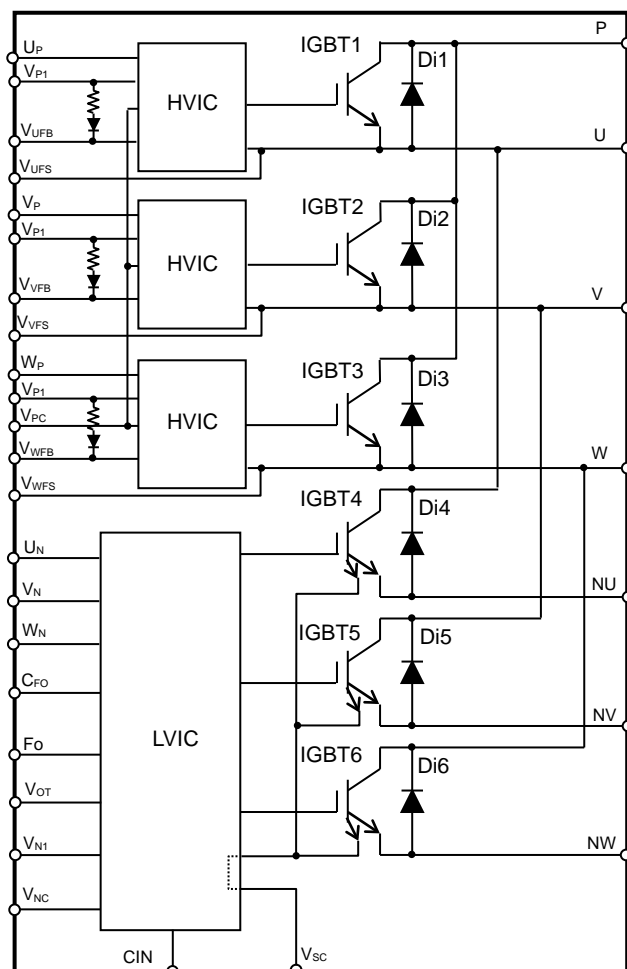 UP
VP1
VUFB
VUFS
HVIC
IGBT1
Di1
P
U
VP
VP1
VVFB
VVFS
HVIC
IGBT2
Di2
V
WP
VP1
VPC
VWFB
VWFS
HVIC
IGBT3
Di3
W
UN
VN
WN
CFO
Fo
VOT
VN1
VNC
LVIC
IGBT4
Di4
NU
IGBT5
Di5
NV
IGBT6
Di6
NW
CIN
VSC